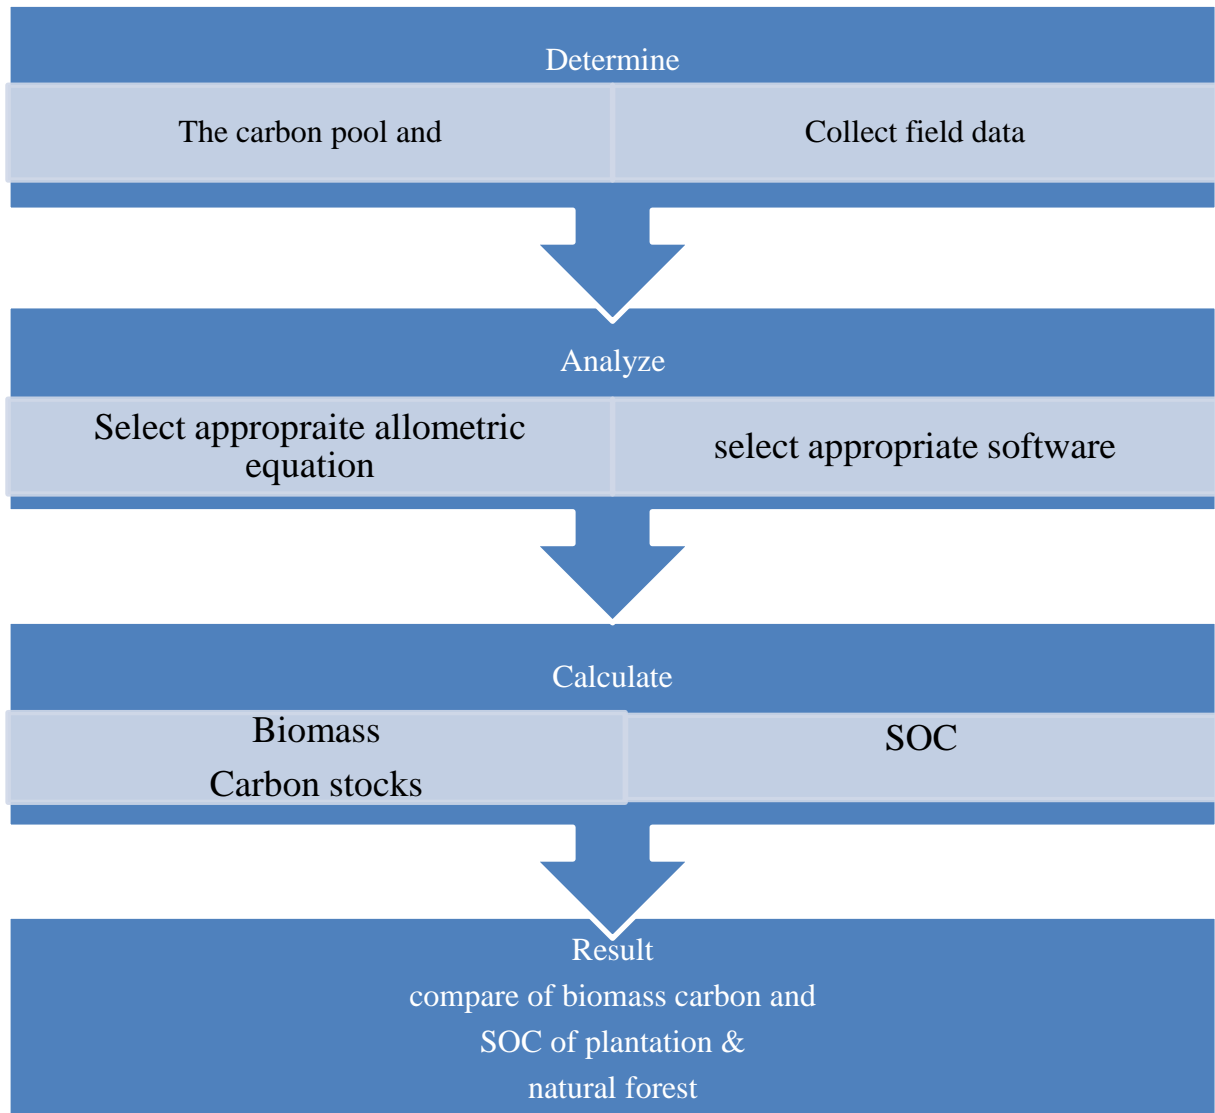 Determine
The carbon pool and
Collect field data
Analyze
Select appropraite allometric
equation
select appropriate software
Calculate
Biomass
Carbon stocks
SOC
Result
compare of biomass carbon and
SOC of plantation &
natural forest